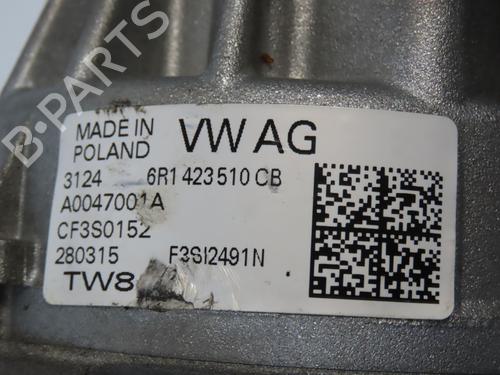 MADE IN POLAND VW AG
3124 6R1 423 510 CB
A0047001A
CF3S0152
280315 F3SI2491N
TW8
B-PARTS